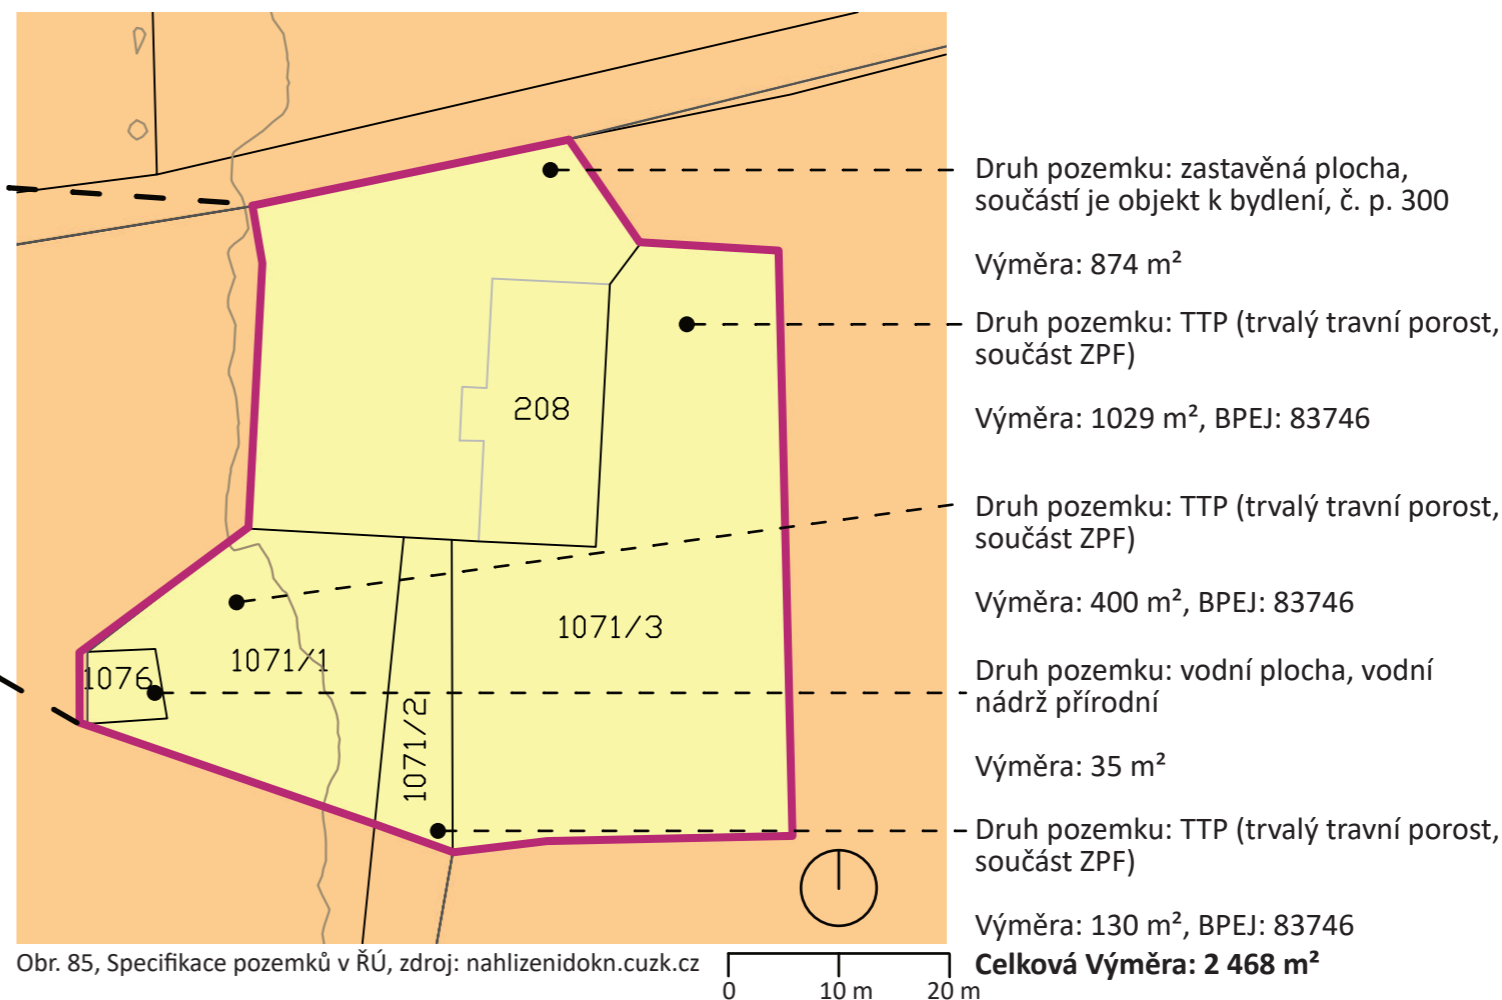 Druh pozemku: zastavěná plocha,
součástí je objekt k bydlení, č. p. 300
Výměra: 874 m²
Druh pozemku: TTP (trvalý travní porost,
součást ZPF)
Výměra: 1029 m², BPEJ: 83746
208
Druh pozemku: TTP (trvalý travní porost,
součást ZPF)
Výměra: 400 m², BPEJ: 83746
1071/3
1071/1
1076
1071/2
Druh pozemku: vodní plocha, vodní
nádrž přírodní
Výměra: 35 m²
Druh pozemku: TTP (trvalý travní porost,
součást ZPF)
Výměra: 130 m², BPEJ: 83746
Celková Výměra: 2 468 m²
Obr. 85, Specifikace pozemků v ŘÚ, zdroj: nahlizenidokn.cuzk.cz
0 10 m 20 m